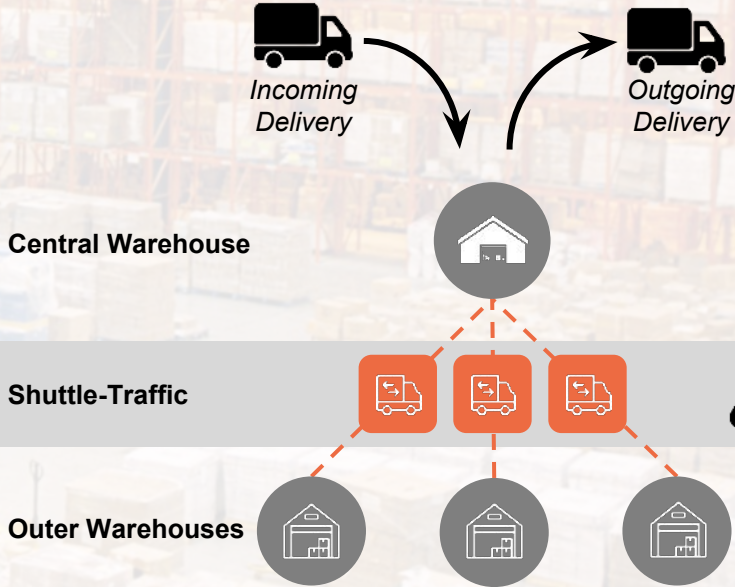 Incoming
Delivery
Outgoing
Delivery
Central Warehouse
Shuttle-Traffic
Outer Warehouses